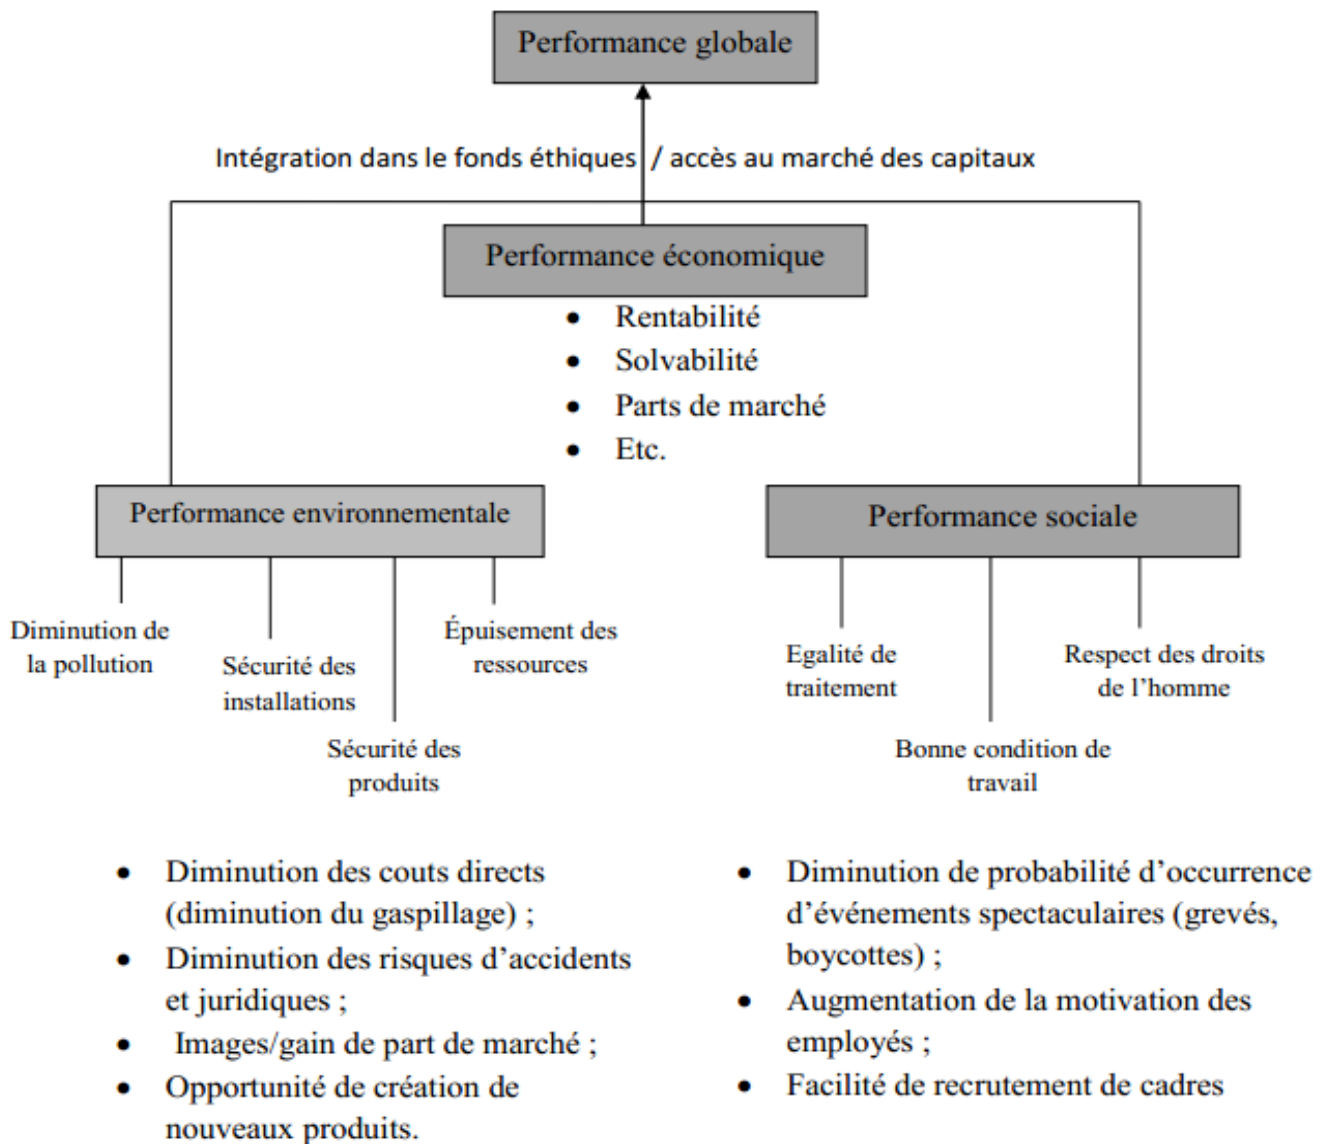 Performance globale
Intégration dans le fonds éthiques / accès au marché des capitaux
Performance économique
• Rentabilité
• Solvabilité
• Parts de marché
• Etc.
Performance environnementale
Diminution de
la pollution
Sécurité des
installations
Sécurité des
produits
Épuisement des
ressources
Performance sociale
Egalité de
traitement
Bonne condition de
travail
Respect des droits
de l’homme
• Diminution des couts directs
(diminution du gaspillage) ;
• Diminution des risques d’accidents
et juridiques ;
• Images/gain de part de marché ;
• Opportunité de création de
nouveaux produits.
• Diminution de probabilité d’occurrence
d’événements spectaculaires (grevés,
boycottes) ;
• Augmentation de la motivation des
employés ;
• Facilité de recrutement de cadres